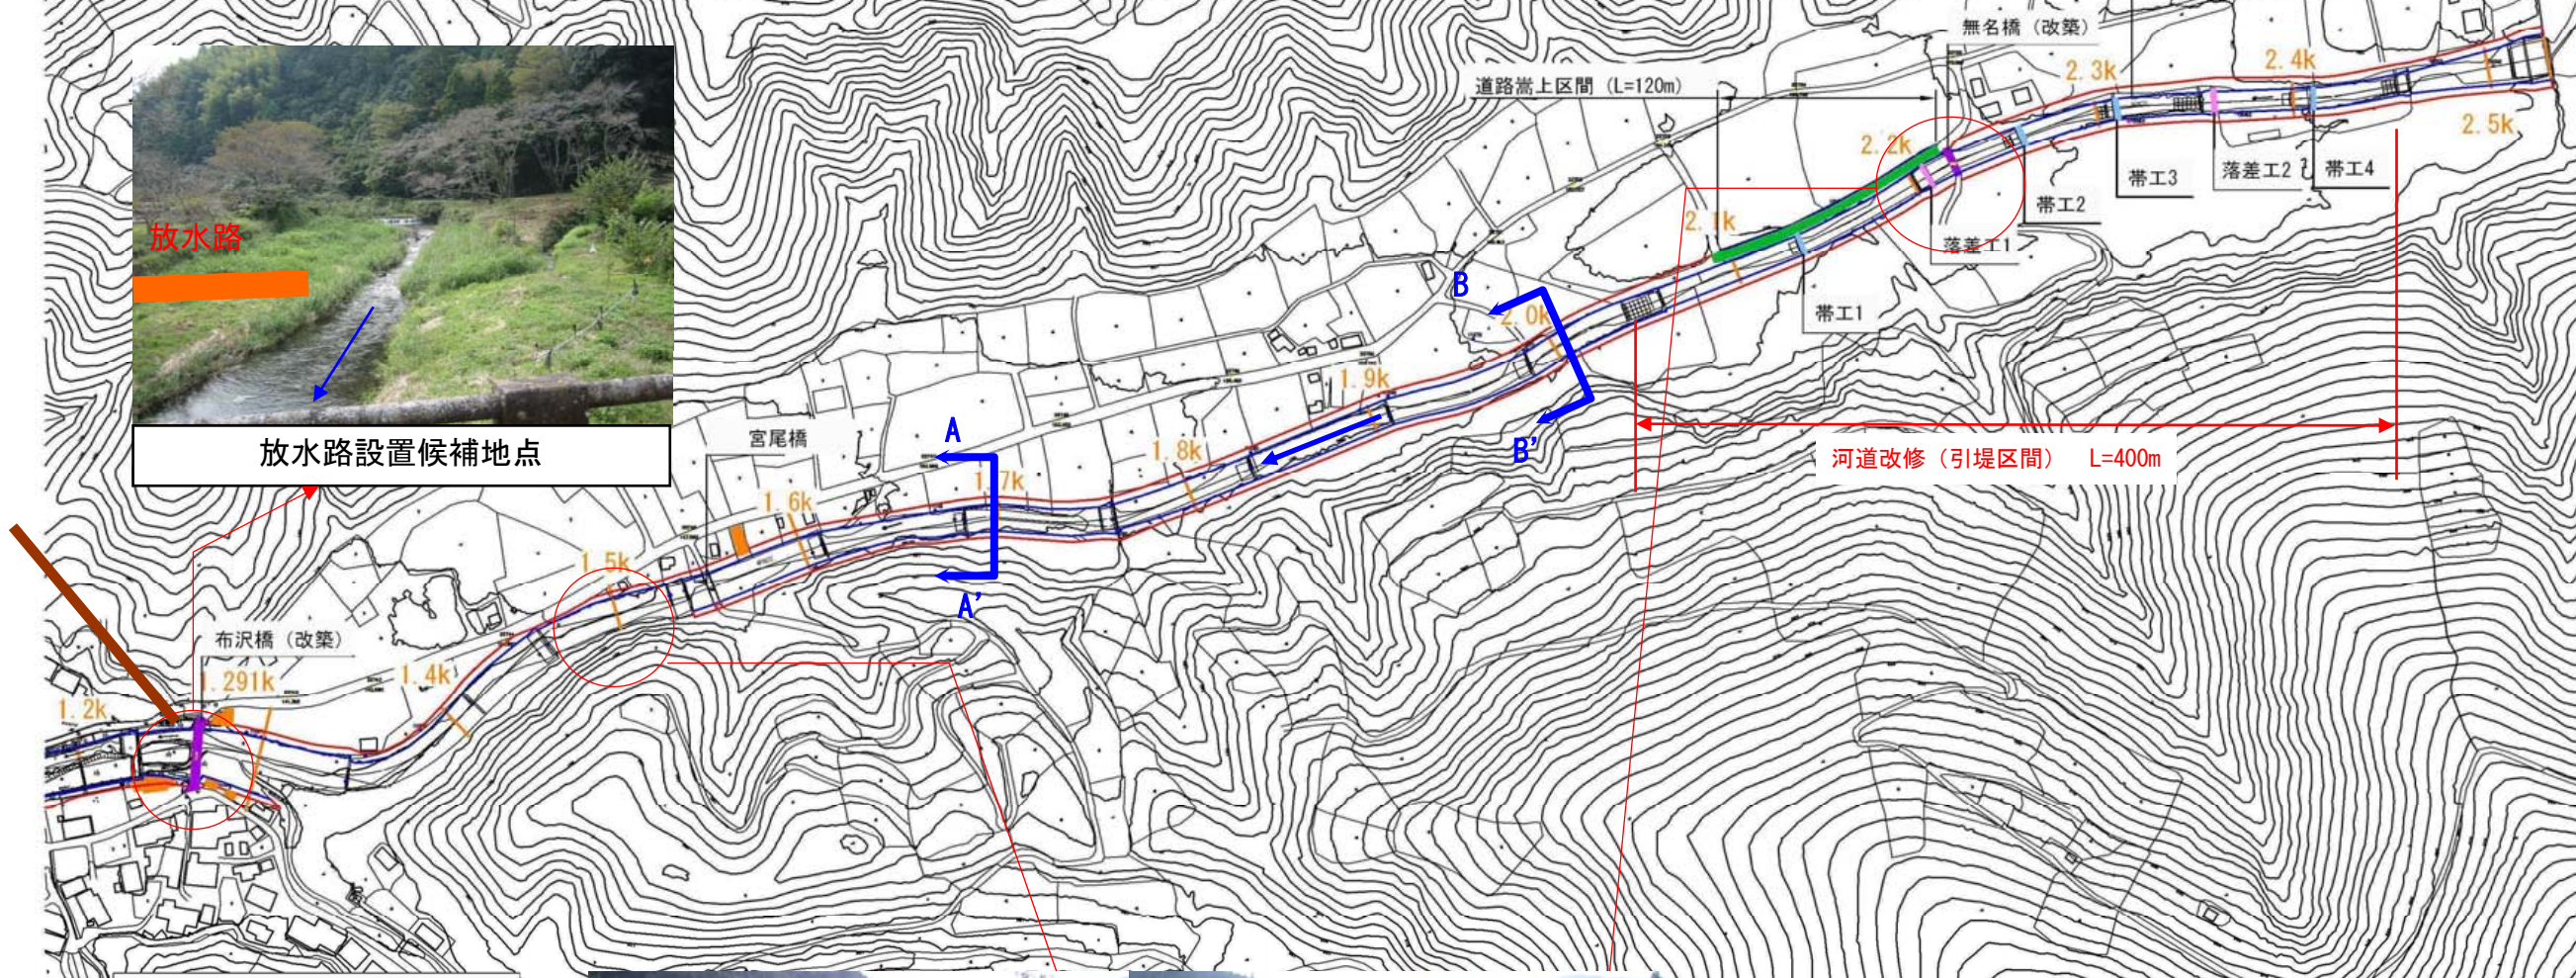 無名橋（改築）
道路嵩上区間（L=120m）
2.3k
2.4k
2.5k
2.2k
帯工3
落差工2
帯工4
帯工2
落差工1
2.1k
帯工1
放水路
放水路設置候補地点
B
2.0k
B’
1.9k
河道改修（引堤区間）　L=400m
宮尾橋
A
1.8k
1.7k
1.6k
A’
1.5k
布沢橋（改築）
1.4k
1.291k
1.2k